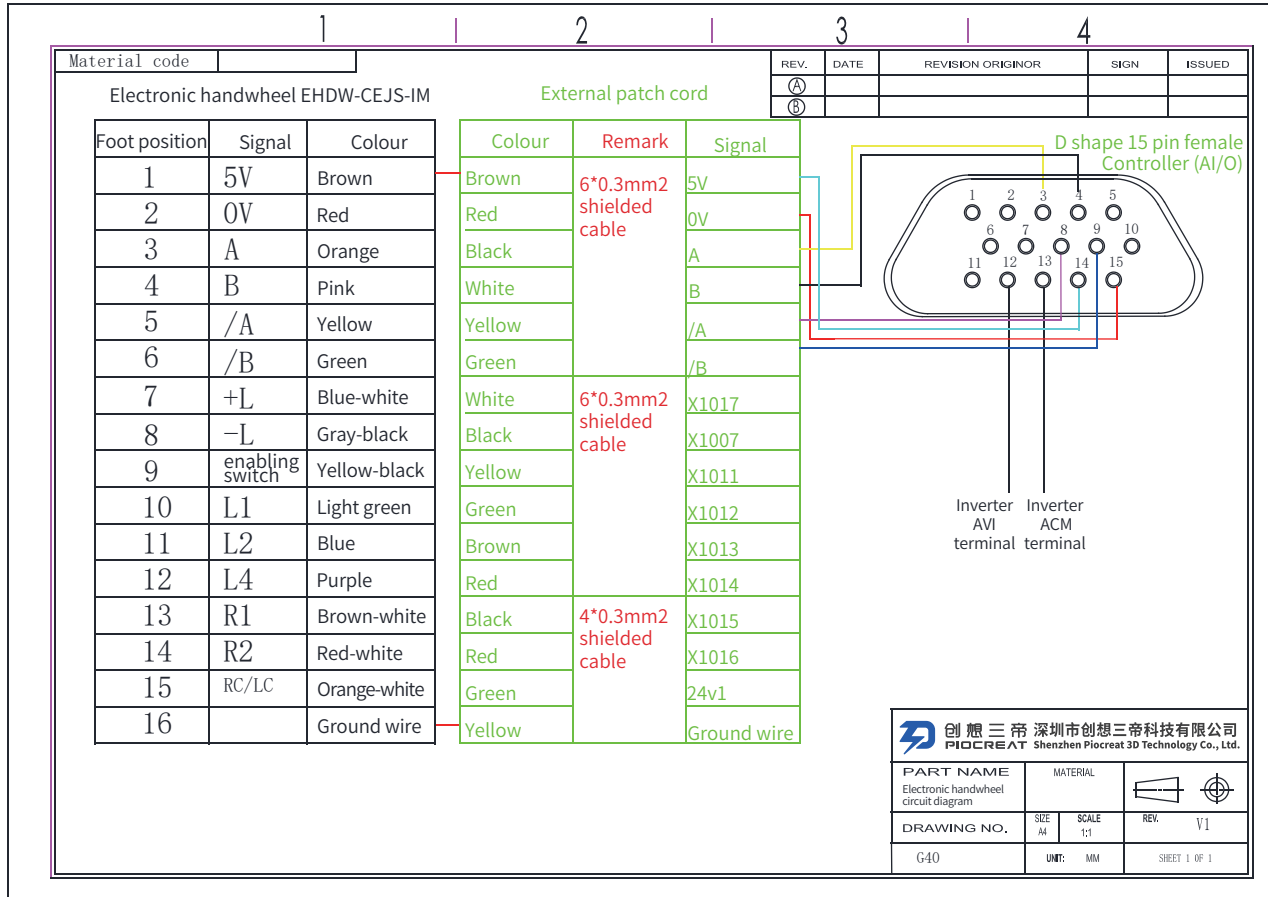 1 2 3 4
Material code
REV. DATE REVISION ORIGINOR SIGN ISSUED
A
B
Electronic handwheel EHDW-CEJS-IM
External patch cord
Foot position Signal Colour
1 5V Brown
2 0V Red
3 A Orange
4 B Pink
5 /A Yellow
6 /B Green
7 +L Blue-white
8 -L Gray-black
9 enabling switch Yellow-black
10 L1 Light green
11 L2 Blue
12 L4 Purple
13 R1 Brown-white
14 R2 Red-white
15 RC/LC Orange-white
16 Ground wire
Colour Remark Signal
Brown 6*0.3mm2 5V
Red shielded 0V
Black cable A
White B
Yellow /A
Green /B
White 6*0.3mm2 X1017
Black shielded X1007
Yellow cable X1011
Green X1012
Brown X1013
Red X1014
Black 4*0.3mm2 X1015
Red shielded X1016
Green cable 24v1
Yellow Ground wire
D shape 15 pin female
Controller (AI/O)
1 2 3 4 5
6 7 8 9 10
11 12 13 14 15
Inverter
AVI
terminal
Inverter
ACM
terminal
创想三帝 深圳市创想三帝科技有限公司
PIOCREAT Shenzhen Piocreat 3D Technology Co., Ltd.
PART NAME
Electronic handwheel
circuit diagram
MATERIAL
DRAWING NO.
SIZE
A4
SCALE
1:1
REV. V1
G40
UNIT: MM
SHEET 1 OF 1